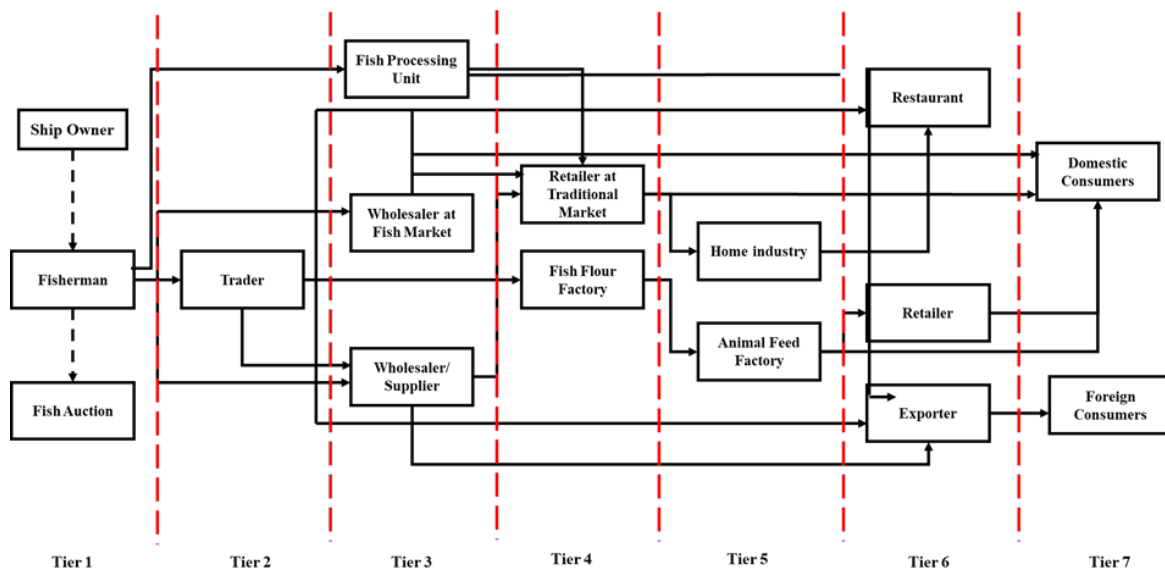 Fish Processing
Unit
Restaurant
Ship Owner
Domestic
Consumers
Retailer at
Traditional
Market
Wholesaler at
Fish Market
Home industry
Fisherman
Trader
Fish Flour
Factory
Retailer
Animal Feed
Factory
Wholesaler/
Supplier
Fish Auction
Exporter
Foreign
Consumers
Tier 1
Tier 2
Tier 3
Tier 4
Tier 5
Tier 6
Tier 7